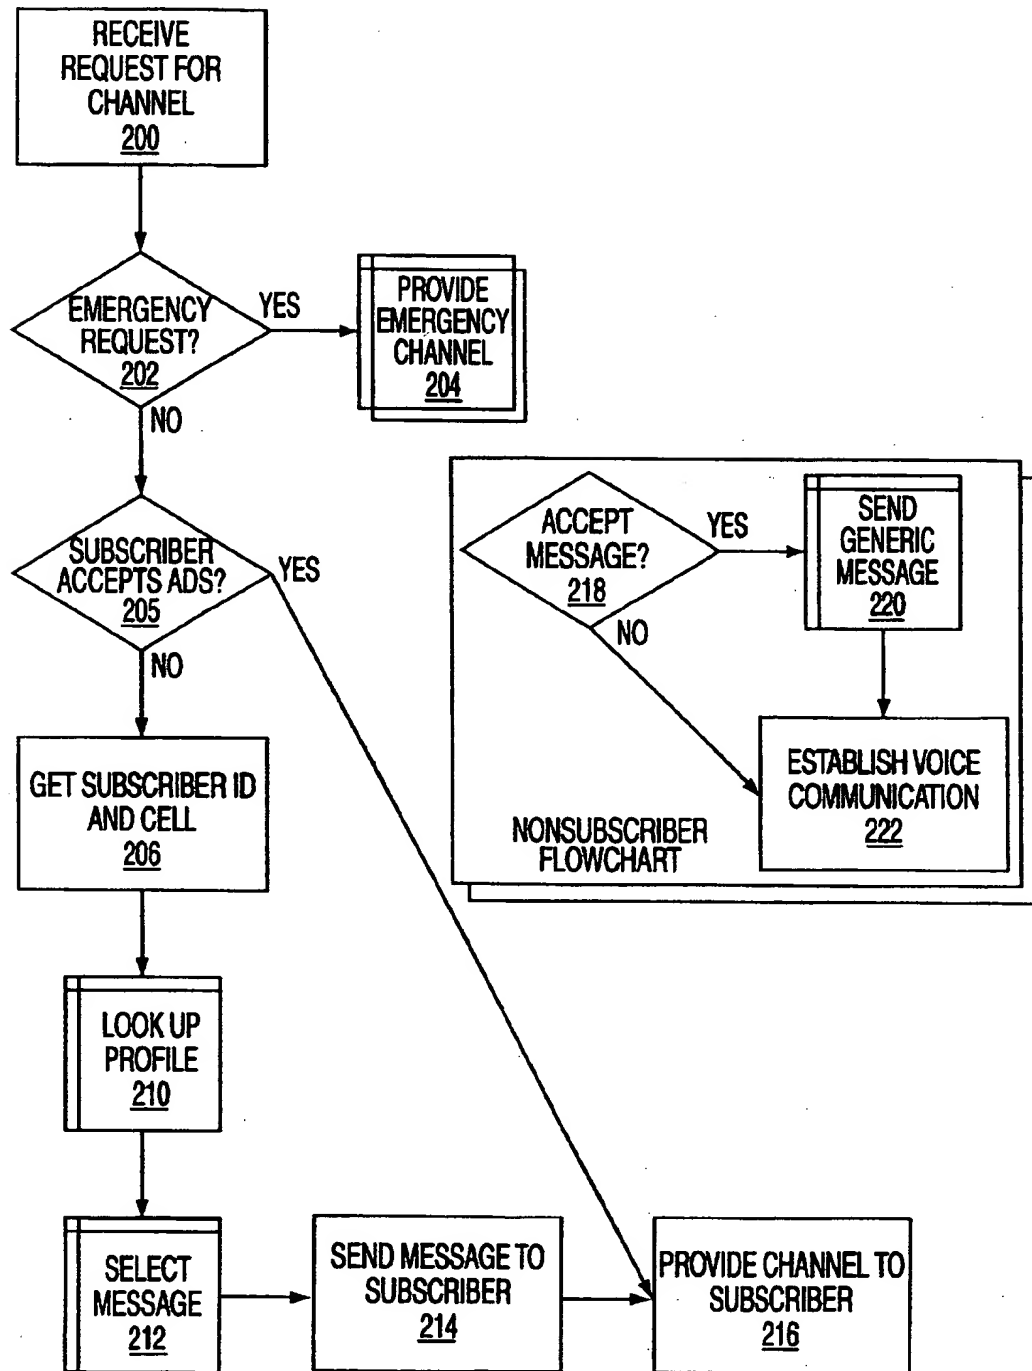 RECEIVE
REQUEST FOR
CHANNEL
200
EMERGENCY
REQUEST?
202
YES
NO
PROVIDE
EMERGENCY
CHANNEL
204
SUBSCRIBER
ACCEPTS ADS?
205
YES
NO
ACCEPT
MESSAGE?
218
YES
NO
SEND
GENERIC
MESSAGE
220
ESTABLISH VOICE
COMMUNICATION
222
NONSUBSCRIBER
FLOWCHART
GET SUBSCRIBER ID
AND CELL
206
LOOK UP
PROFILE
210
SELECT
MESSAGE
212
SEND MESSAGE TO
SUBSCRIBER
214
PROVIDE CHANNEL TO
SUBSCRIBER
216